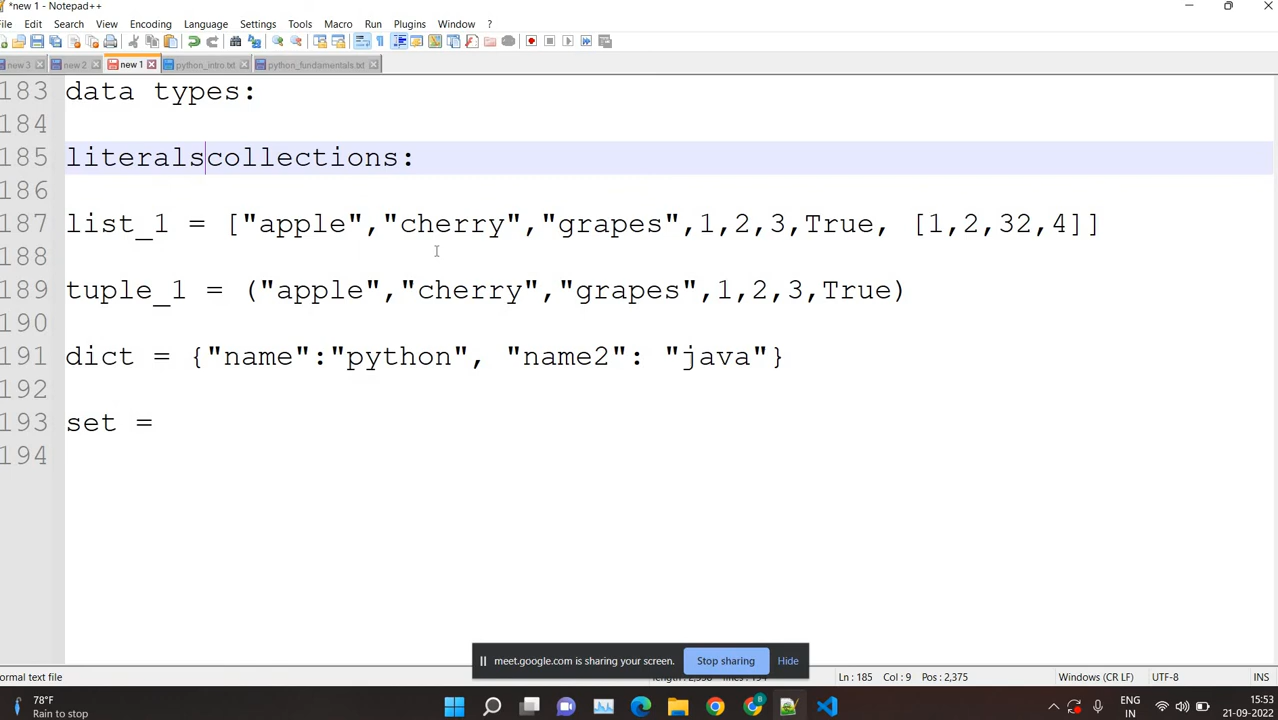 *new 1 - Notepad++
File Edit Search View Encoding Language Settings Tools Macro Run Plugins Window ?
new 3 new 2 new 1 python_intro.txt python_fundamentals.txt
183 data types:
184
185 literalscollections:
186
187 list_1 = ["apple","cherry","grapes",1,2,3,True, [1,2,32,4]]
188
189 tuple_1 = ("apple","cherry","grapes",1,2,3,True)
190
191 dict = {"name":"python", "name2": "java"}
192
193 set =
194
meet.google.com is sharing your screen. Stop sharing Hide
ormal text file Ln : 185 Col : 9 Pos : 2,375 Windows (CR LF) UTF-8 INS
78°F
Rain to stop
ENG
IN
15:53
21-09-2022